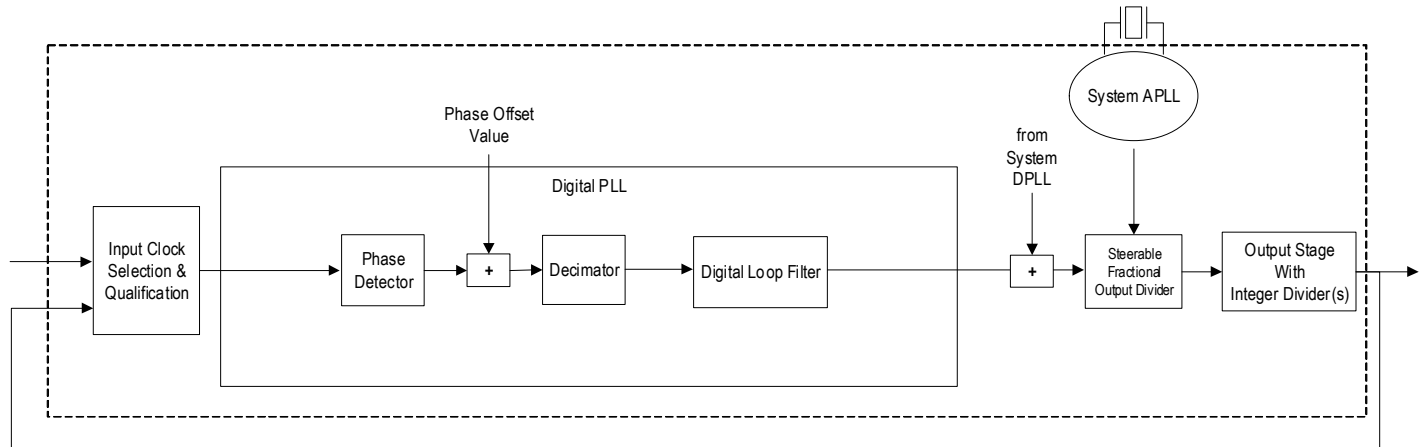 System APLL
Phase Offset
Value
from
System
DPLL
Digital PLL
Input Clock
Selection &
Qualification
Phase
Detector
+
Decimator
Digital Loop Filter
+
Steerable
Fractional
Output Divider
Output Stage
With
Integer Divider(s)